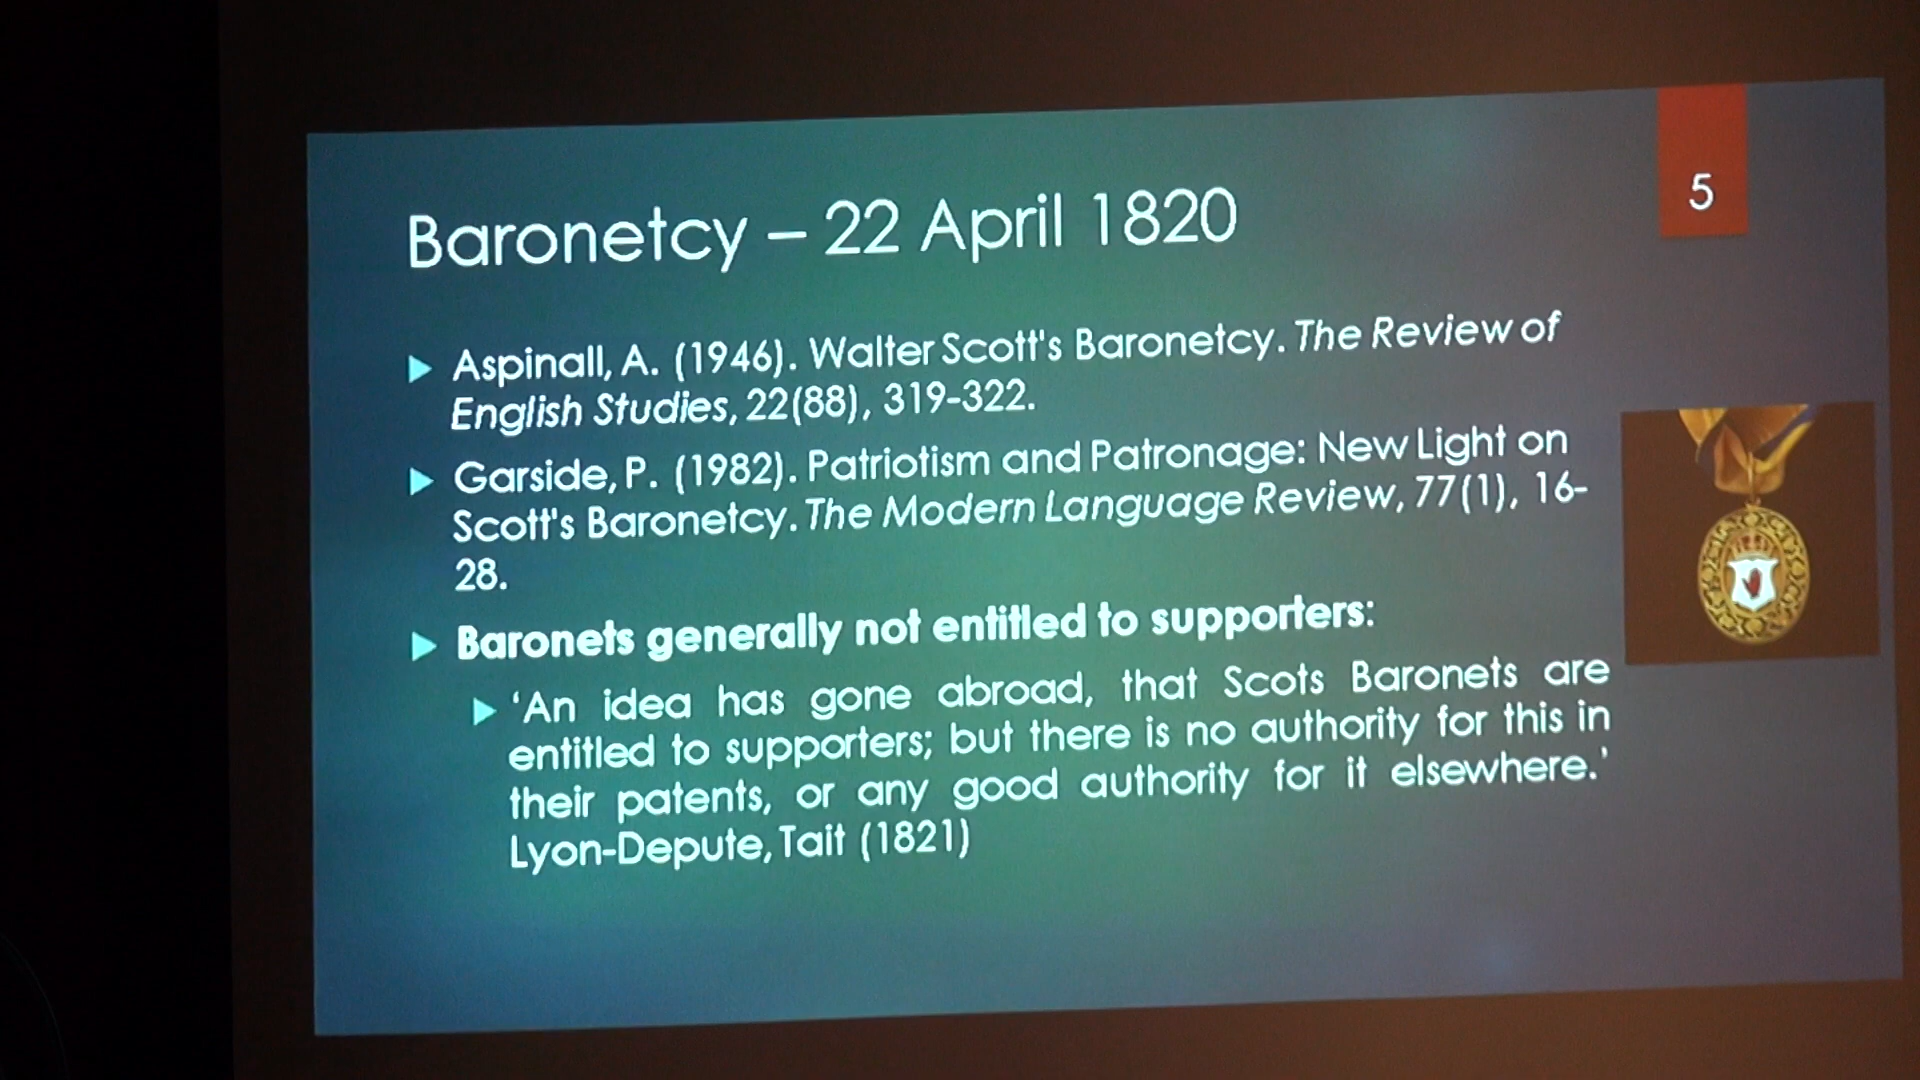 5
Baronetcy – 22 April 1820
Aspinall, A. (1946). Walter Scott's Baronetcy. The Review of
English Studies, 22(88), 319-322.
Garside, P. (1982). Patriotism and Patronage: New Light on
Scott's Baronetcy. The Modern Language Review, 77(1), 16-
28.
Baronets generally not entitled to supporters:
‘An idea has gone abroad, that Scots Baronets are
entitled to supporters; but there is no authority for this in
their patents, or any good authority for it elsewhere.’
Lyon-Depute, Tait (1821)